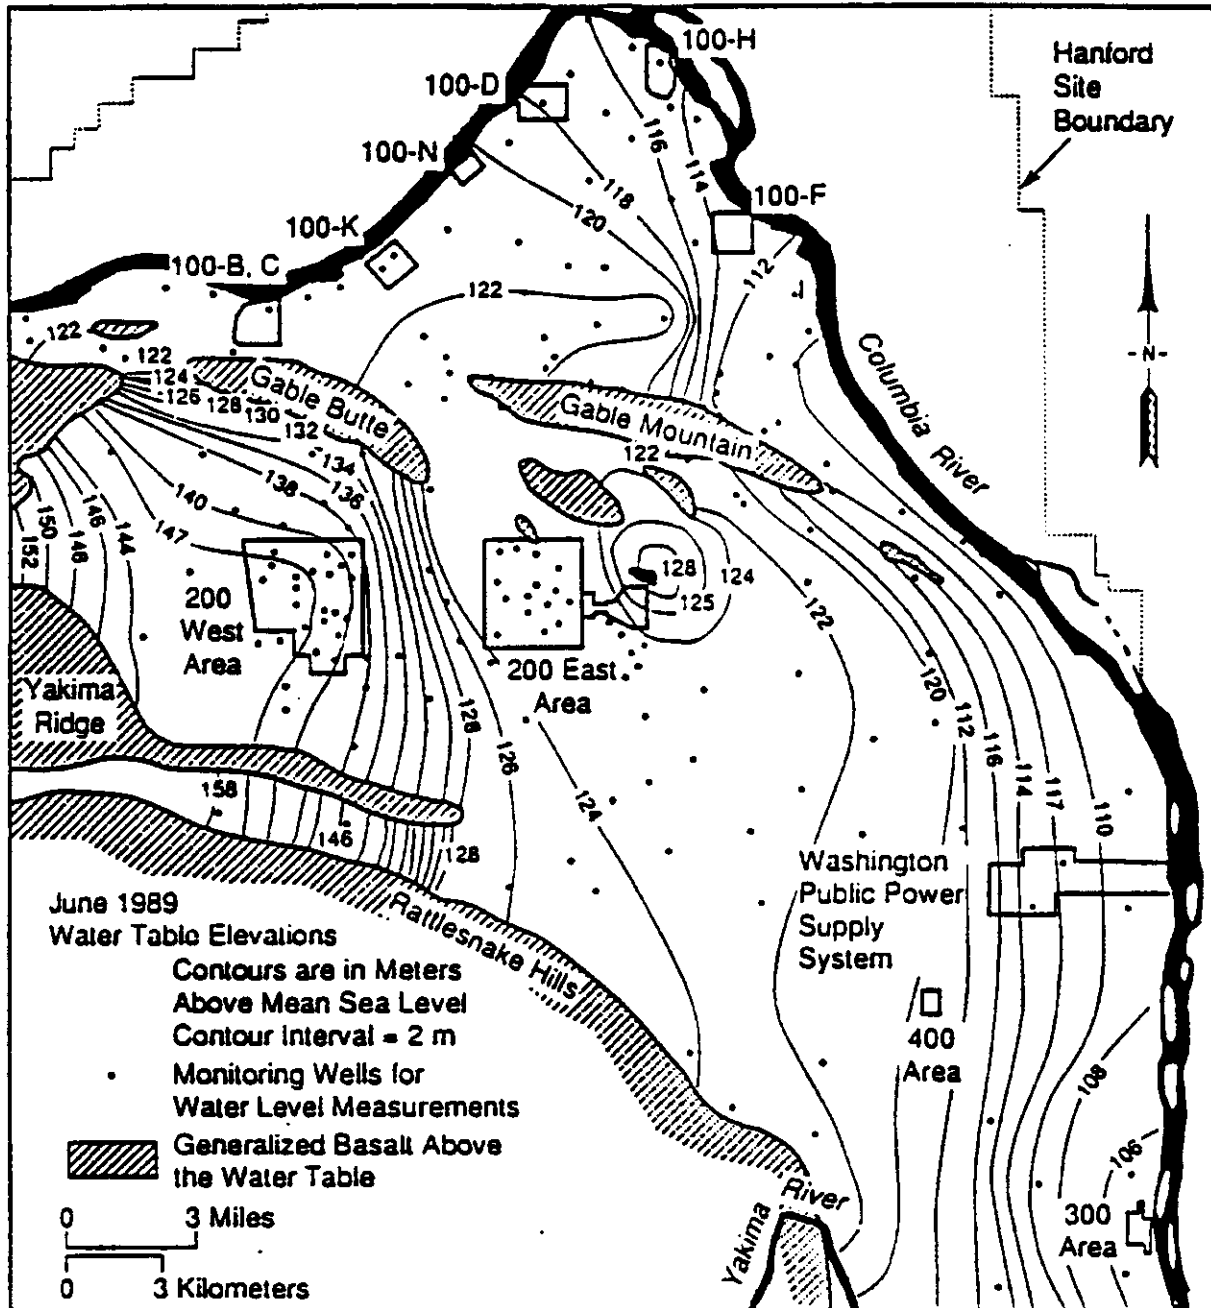 100-H
Hanford
Site
Boundary
100-D
116
100-N
114
118
100-F
120
100-K
100-B, C
112
122
- N -
122
122
124
126
128
130
132
Gable Butte
Gable Mountain
Columbia River
122
134
136
138
140
146
144
147
150
148
152
128
124
125
122
200
West
Area
200 East
Area
120
112
116
114
117
110
Yakima
Ridge
128
126
124
158
146
128
Washington
Public Power
Supply
System
Rattlesnake Hills
June 1989
Water Table Elevations
Contours are in Meters
Above Mean Sea Level
Contour Interval = 2 m
Monitoring Wells for
Water Level Measurements
Generalized Basalt Above
the Water Table
400
Area
108
106
Yakima River
300
Area
0 3 Miles
0 3 Kilometers